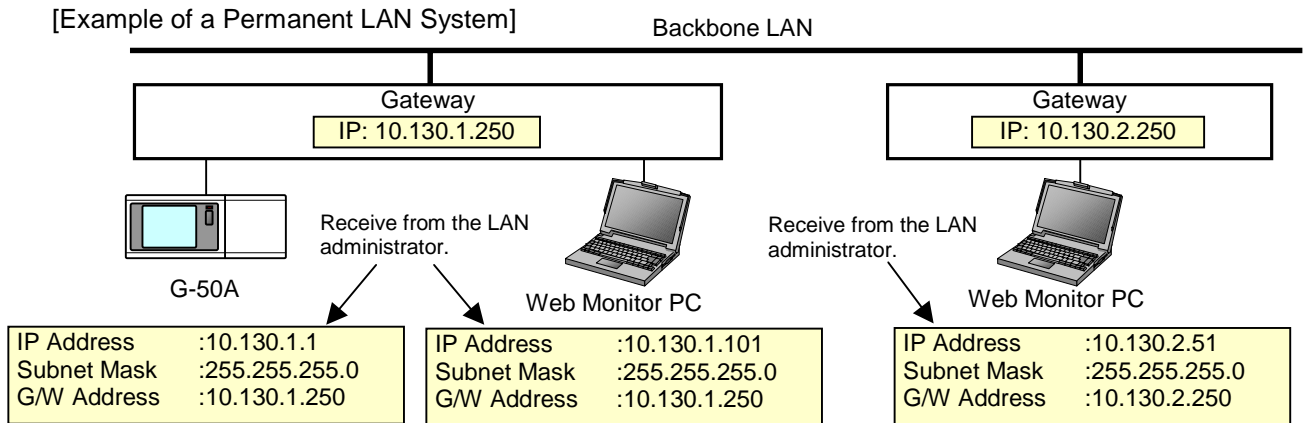 [Example of a Permanent LAN System]
Backbone LAN
Gateway
IP: 10.130.1.250
Gateway
IP: 10.130.2.250
Receive from the LAN
administrator.
Receive from the LAN
administrator.
G-50A
Web Monitor PC
Web Monitor PC
IP Address :10.130.1.1
Subnet Mask :255.255.255.0
G/W Address :10.130.1.250
IP Address :10.130.1.101
Subnet Mask :255.255.255.0
G/W Address :10.130.1.250
IP Address :10.130.2.51
Subnet Mask :255.255.255.0
G/W Address :10.130.2.250